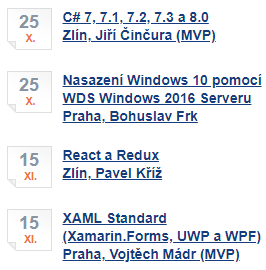 25
X.
C# 7, 7.1, 7.2, 7.3 a 8.0
Zlín, Jiří Činčura (MVP)
25
X.
Nasazení Windows 10 pomocí
WDS Windows 2016 Serveru
Praha, Bohuslav Frk
15
XI.
React a Redux
Zlín, Pavel Kříž
15
XI.
XAML Standard
(Xamarin.Forms, UWP a WPF)
Praha, Vojtěch Mádr (MVP)